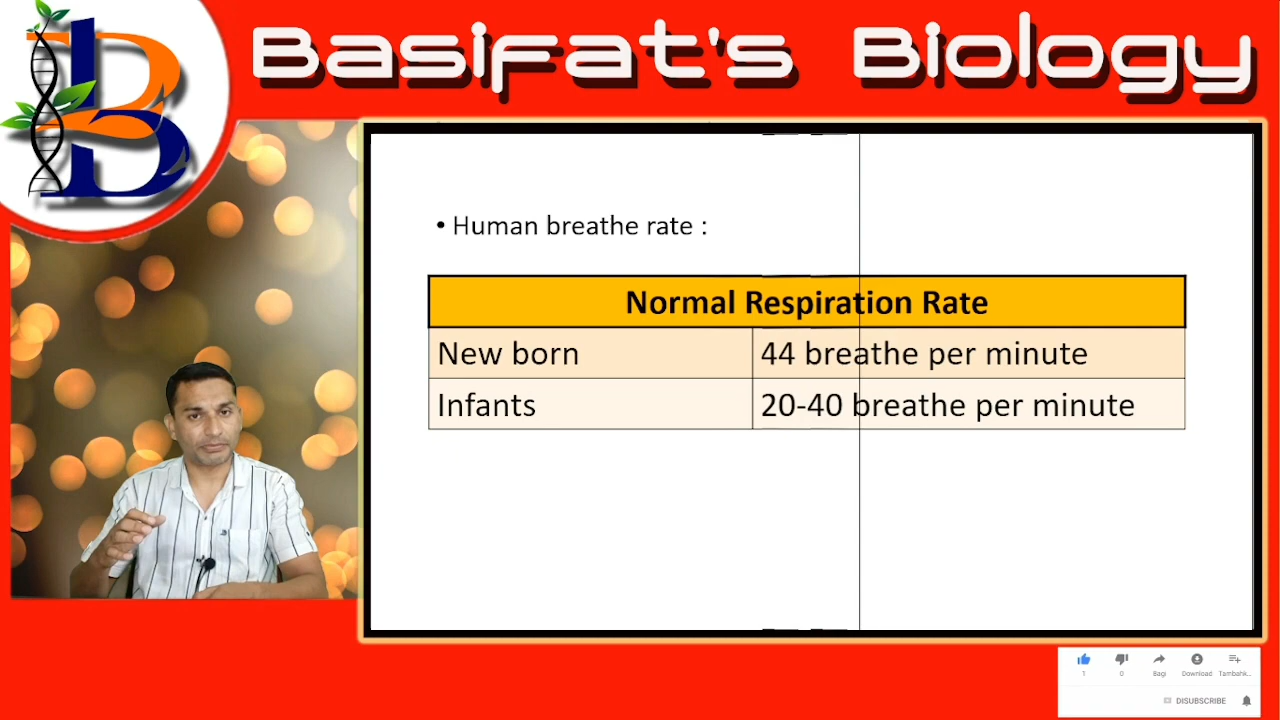 Basifat's Biology
• Human breathe rate :
Normal Respiration Rate
New born 44 breathe per minute
Infants 20-40 breathe per minute
1 0 Bagi Download Tambahk..
DISUBSCRIBE